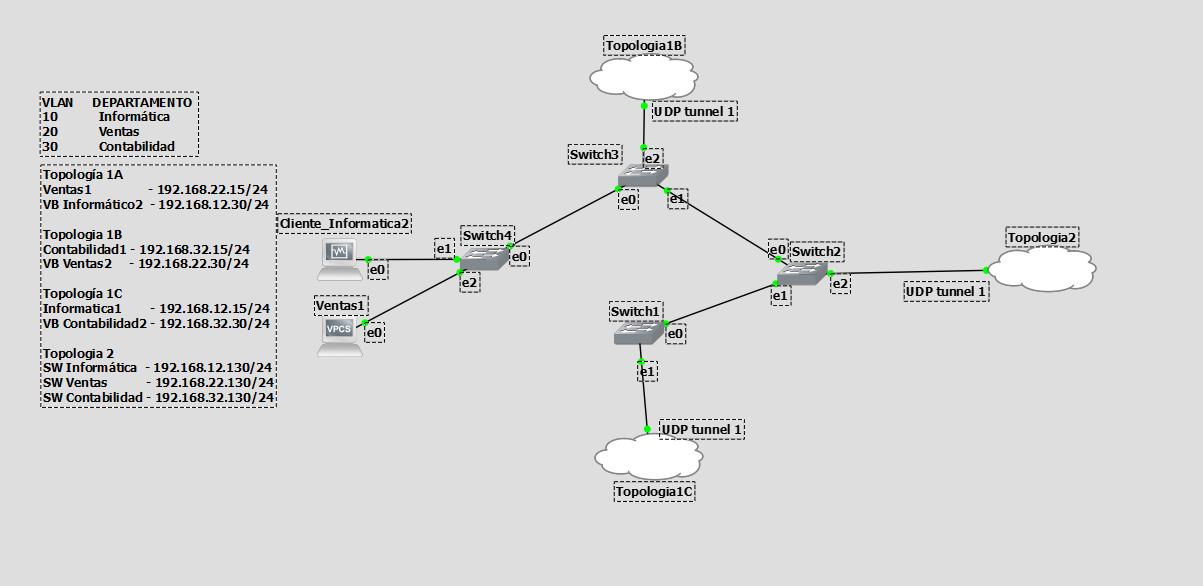 Topologia1B
UDP tunnel 1
VLAN DEPARTAMENTO
10 Informática
20 Ventas
30 Contabilidad
Switch3
e2
e0
e1
Topología 1A
Ventas1 - 192.168.22.15/24
VB Informático2 - 192.168.12.30/24
Topologia 1B
Contabilidad1 - 192.168.32.15/24
VB Ventas2 - 192.168.22.30/24
Topología 1C
Informatica1 - 192.168.12.15/24
VB Contabilidad2 - 192.168.32.30/24
Topologia 2
SW Informática - 192.168.12.130/24
SW Ventas - 192.168.22.130/24
SW Contabilidad - 192.168.32.130/24
Cliente_Informatica2
e0
Switch4
e1
e0
e2
Ventas1
VPCS
e0
Switch2
e0
e1
e2
Topologia2
UDP tunnel 1
Switch1
e0
e1
UDP tunnel 1
Topologia1C